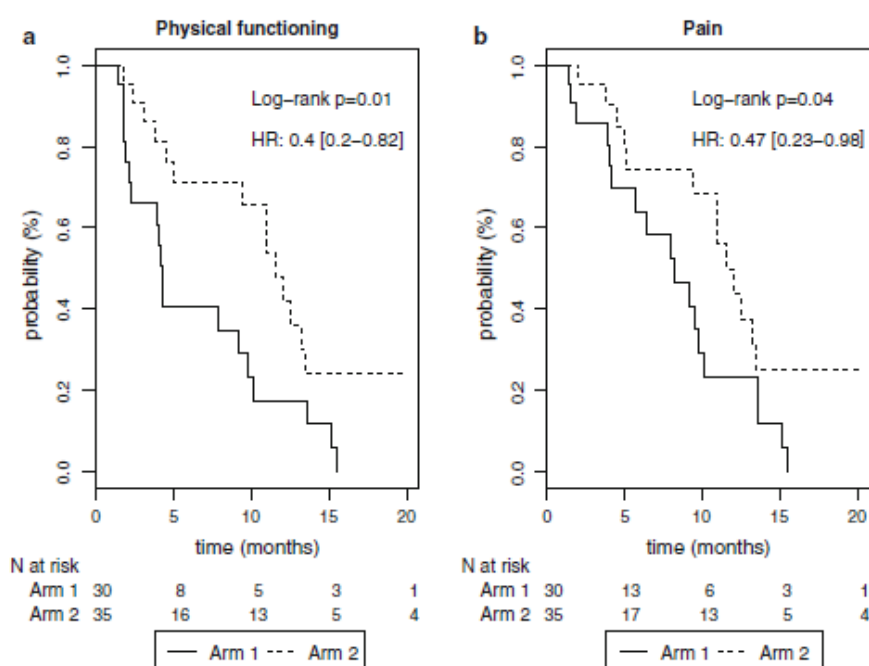 a Physical functioning
Log-rank p=0.01
HR: 0.4 [0.2-0.82]
probability (%)
1.0
0.8
0.6
0.4
0.2
0.0
0 5 10 15 20
time (months)
N at risk
Arm 1 30 8 5 3 1
Arm 2 35 16 13 5 4
Arm 1 Arm 2
b Pain
Log-rank p=0.04
HR: 0.47 [0.23-0.98]
probability (%)
1.0
0.8
0.6
0.4
0.2
0.0
0 5 10 15 20
time (months)
N at risk
Arm 1 30 13 6 3 1
Arm 2 35 17 13 5 4
Arm 1 Arm 2